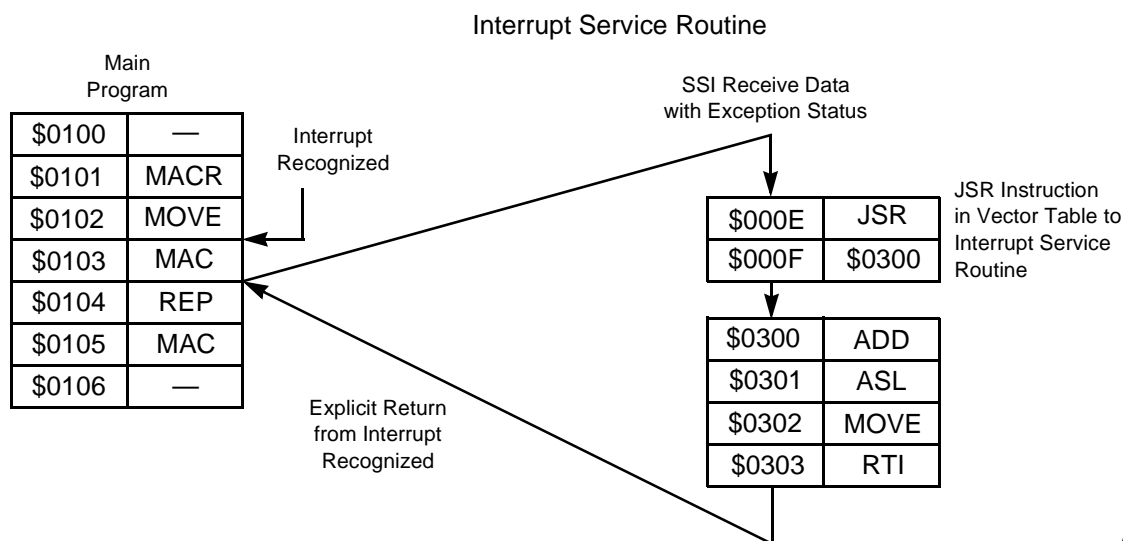 Interrupt Service Routine
Main
Program
$0100 —
$0101 MACR
$0102 MOVE
$0103 MAC
$0104 REP
$0105 MAC
$0106 —
Interrupt
Recognized
SSI Receive Data
with Exception Status
$000E JSR
$000F $0300
JSR Instruction
in Vector Table to
Interrupt Service
Routine
$0300 ADD
$0301 ASL
$0302 MOVE
$0303 RTI
Explicit Return
from Interrupt
Recognized